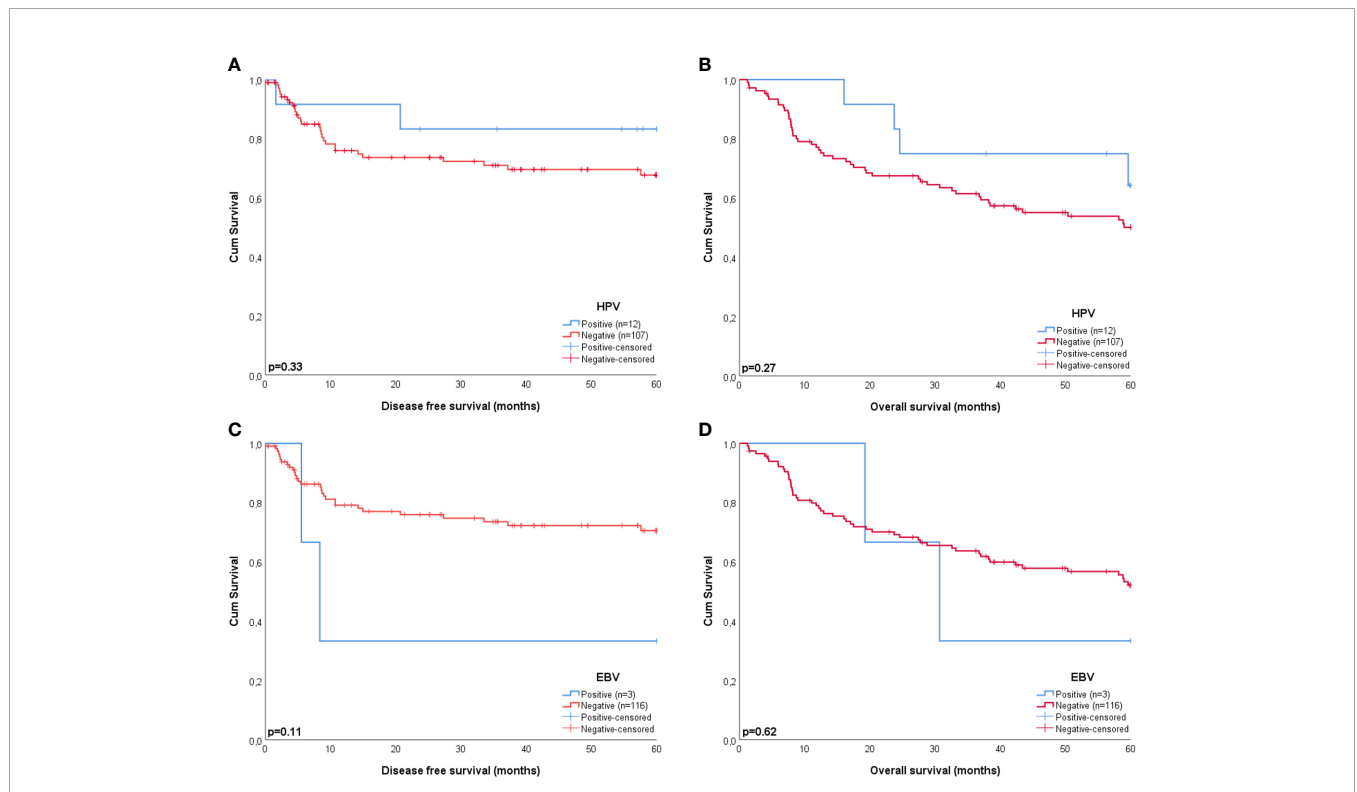 A
1,0
0,8
0,6
0,4
0,2
0,0
Cum Survival
HPV
Positive (n=12)
Negative (n=107)
Positive-censored
Negative-censored
p=0.33
0 10 20 30 40 50 60
Disease free survival (months)
B
1,0
0,8
0,6
0,4
0,2
0,0
Cum Survival
HPV
Positive (n=12)
Negative (n=107)
Positive-censored
Negative-censored
p=0.27
0 10 20 30 40 50 60
Overall survival (months)
C
1,0
0,8
0,6
0,4
0,2
0,0
Cum Survival
EBV
Positive (n=3)
Negative (n=116)
Positive-censored
Negative-censored
p=0.11
0 10 20 30 40 50 60
Disease free survival (months)
D
1,0
0,8
0,6
0,4
0,2
0,0
Cum Survival
EBV
Positive (n=3)
Negative (n=116)
Positive-censored
Negative-censored
p=0.62
0 10 20 30 40 50 60
Overall survival (months)